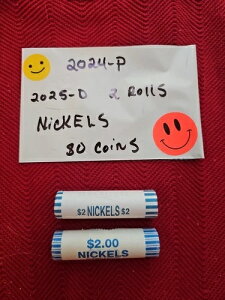 2024-P
2025-D 2 Rolls
NICKELS
80 coins
$2 NICKELS $2
$2.00
NICKELS